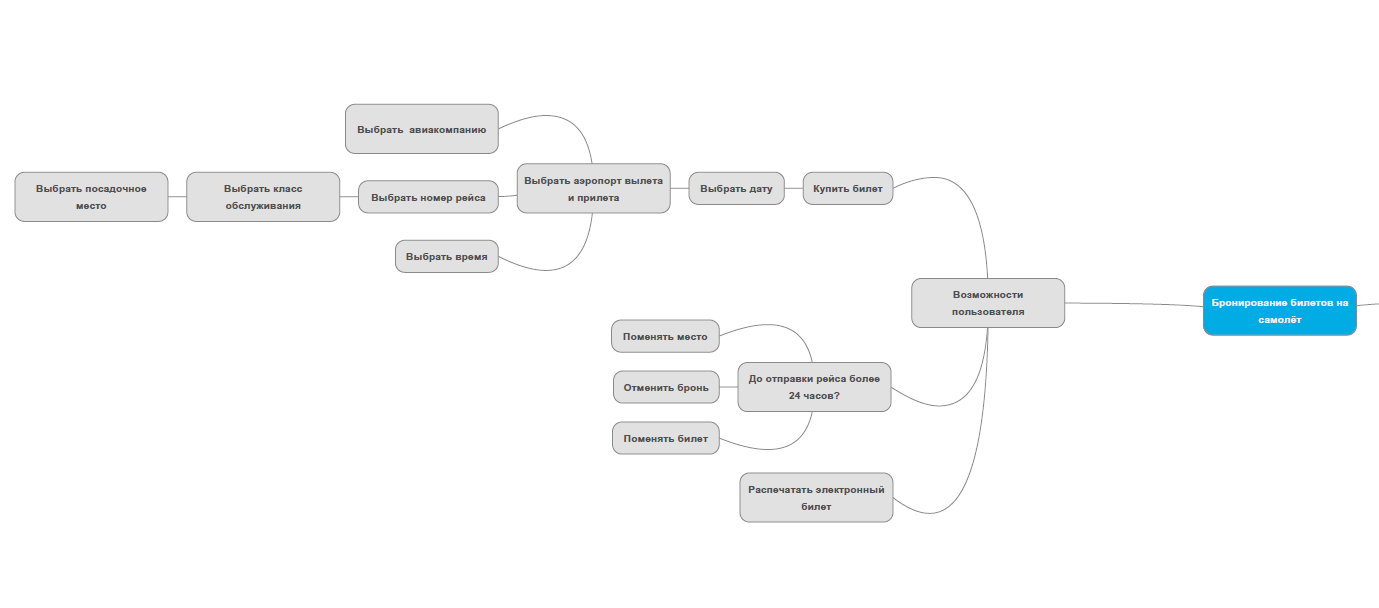 Выбрать авиакомпанию
Выбрать посадочное
место
Выбрать класс
обслуживания
Выбрать номер рейса
Выбрать время
Выбрать аэропорт вылета
и прилета
Выбрать дату
Купить билет
Возможности
пользователя
Бронирование билетов на
самолёт
Поменять место
Отменить бронь
Поменять билет
До отправки рейса более
24 часов?
Распечатать электронный
билет